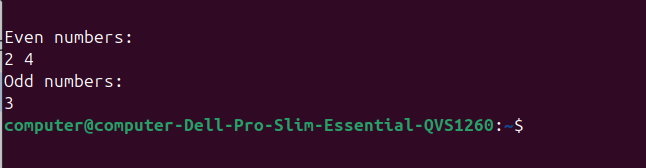 Even numbers:
2 4
Odd numbers:
3
computer@computer-Dell-Pro-Slim-Essential-QVS1260:~$